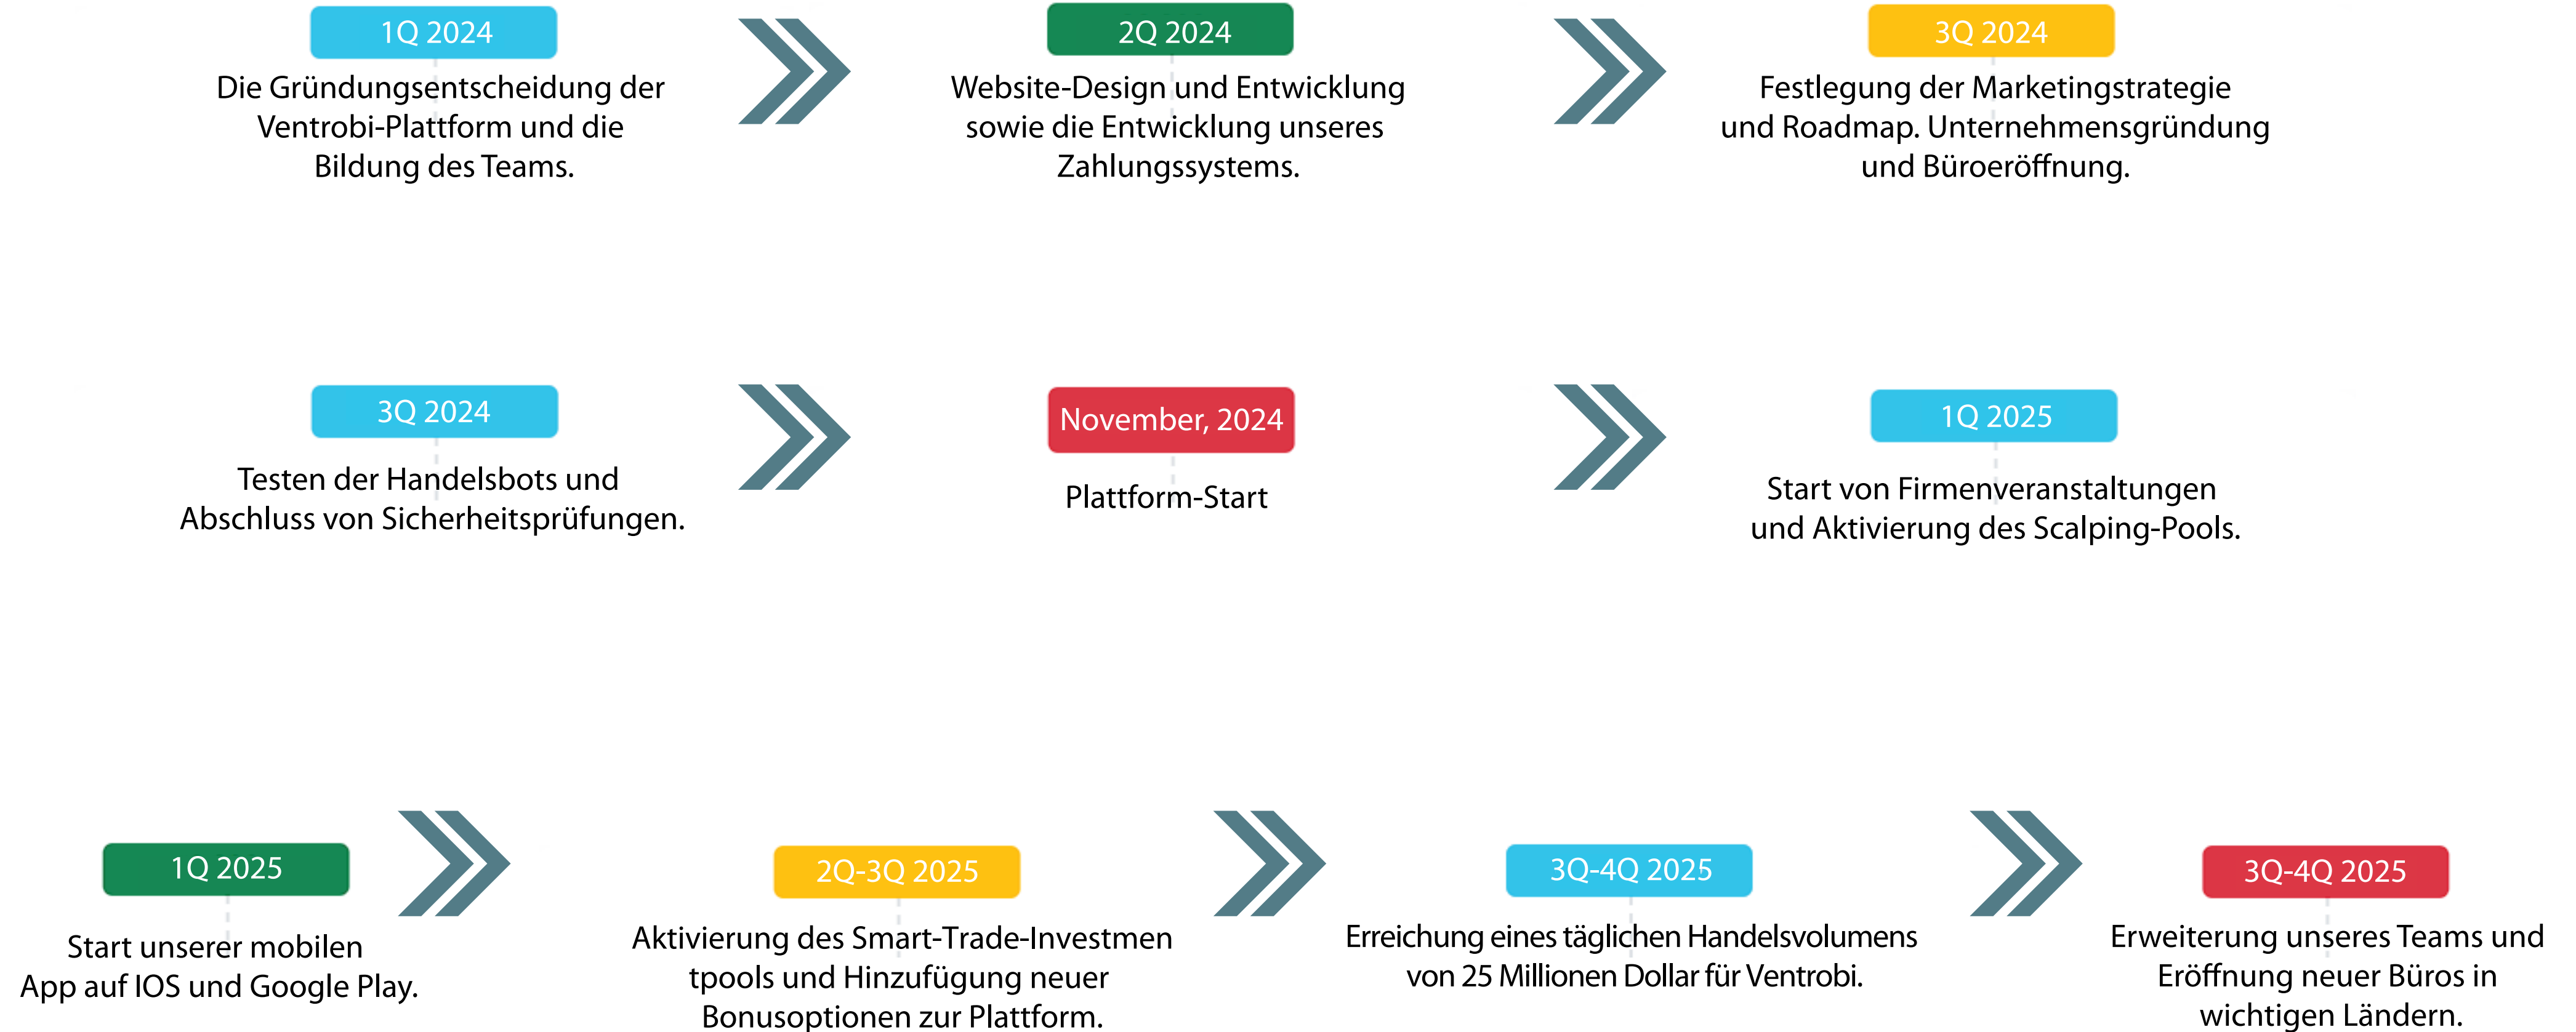 1Q 2024
Die Gründungsentscheidung der
Ventrobi-Plattform und die
Bildung des Teams.
2Q 2024
Website-Design und Entwicklung
sowie die Entwicklung unseres
Zahlungssystems.
3Q 2024
Festlegung der Marketingstrategie
und Roadmap. Unternehmensgründung
und Büroeröffnung.
3Q 2024
Testen der Handelsbots und
Abschluss von Sicherheitsprüfungen.
November, 2024
Plattform-Start
1Q 2025
Start von Firmenveranstaltungen
und Aktivierung des Scalping-Pools.
1Q 2025
Start unserer mobilen
App auf IOS und Google Play.
2Q-3Q 2025
Aktivierung des Smart-Trade-Investmen
tpools und Hinzufügung neuer
Bonusoptionen zur Plattform.
3Q-4Q 2025
Erreichung eines täglichen Handelsvolumens
von 25 Millionen Dollar für Ventrobi.
3Q-4Q 2025
Erweiterung unseres Teams und
Eröffnung neuer Büros in
wichtigen Ländern.